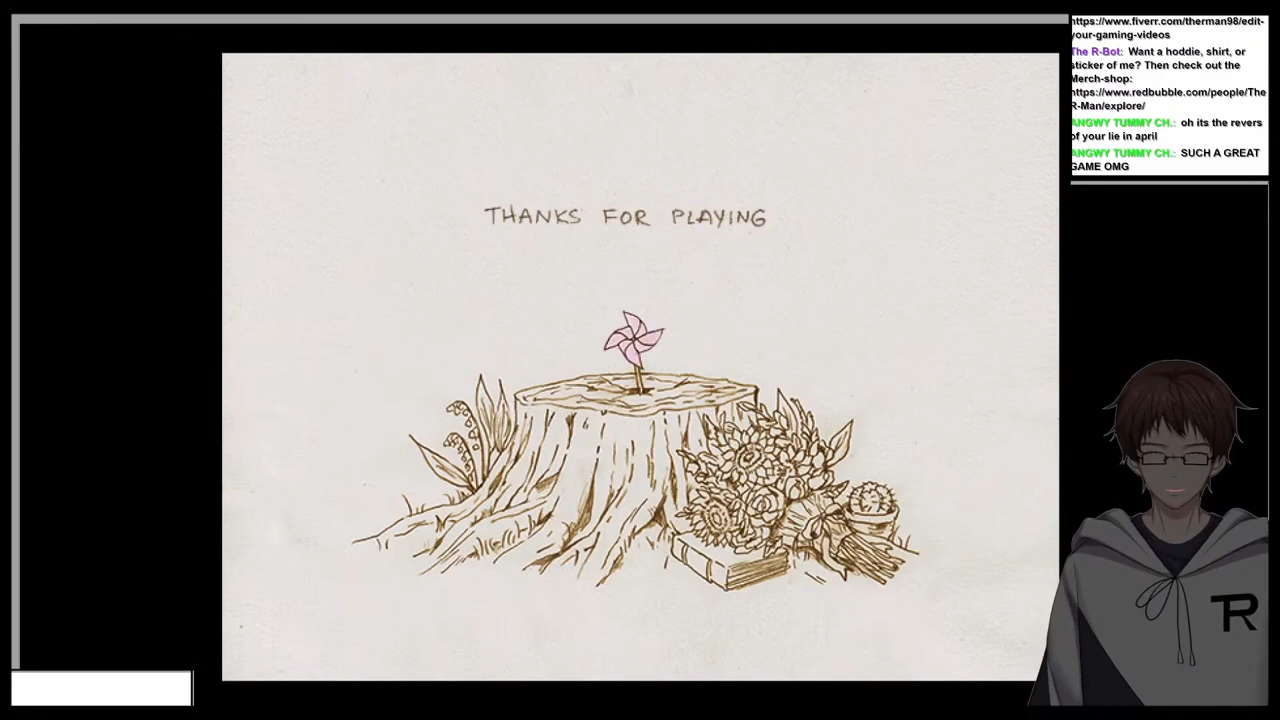 https://www.fiverr.com/therman98/edit-
your-gaming-videos
The R-Bot: Want a hoddie, shirt, or
sticker of me? Then check out the
Merch-shop:
https://www.redbubble.com/people/The
R-Man/explore/
ANGWY TUMMY CH.: oh its the revers
of your lie in april
ANGWY TUMMY CH.: SUCH A GREAT
GAME OMG
THANKS FOR PLAYING
R